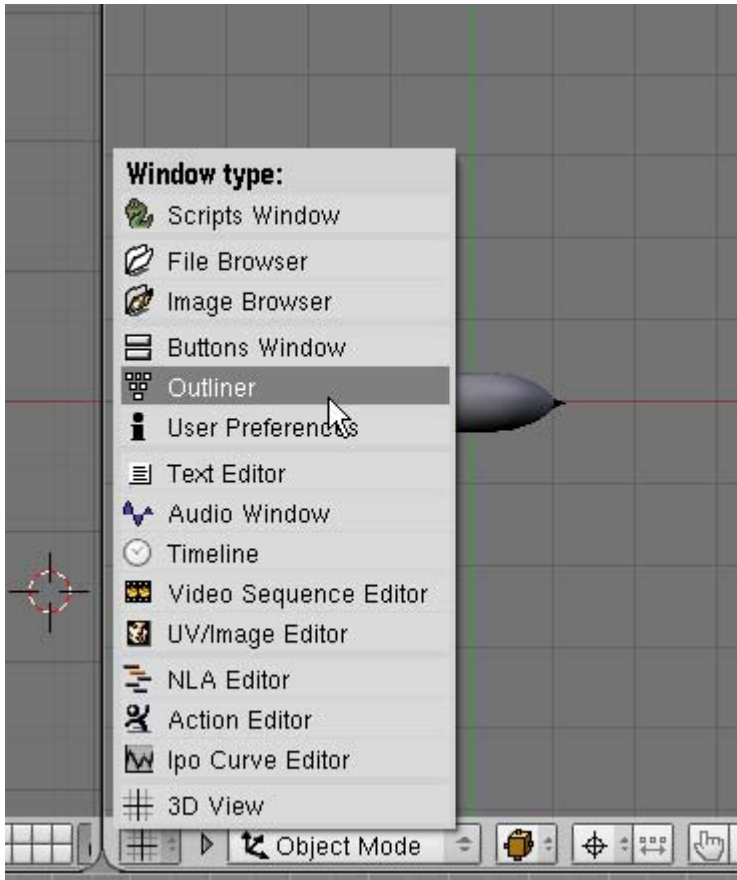 Window type:
Scripts Window
File Browser
Image Browser
Buttons Window
Outliner
User Preferences
Text Editor
Audio Window
Timeline
Video Sequence Editor
UV/Image Editor
NLA Editor
Action Editor
Ipo Curve Editor
3D View
Object Mode